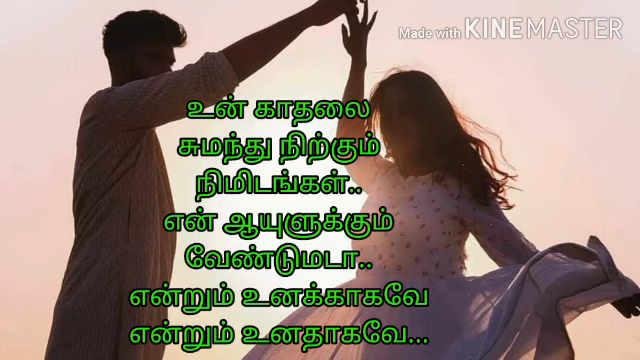 Made with KINEMASTER
உன் காதலை
சுமந்து நிற்கும்
நிமிடங்கள்..
என் ஆயுளுக்கும்
வேண்டுமடா..
என்றும் உனக்காகவே
என்றும் உனதாகவே...